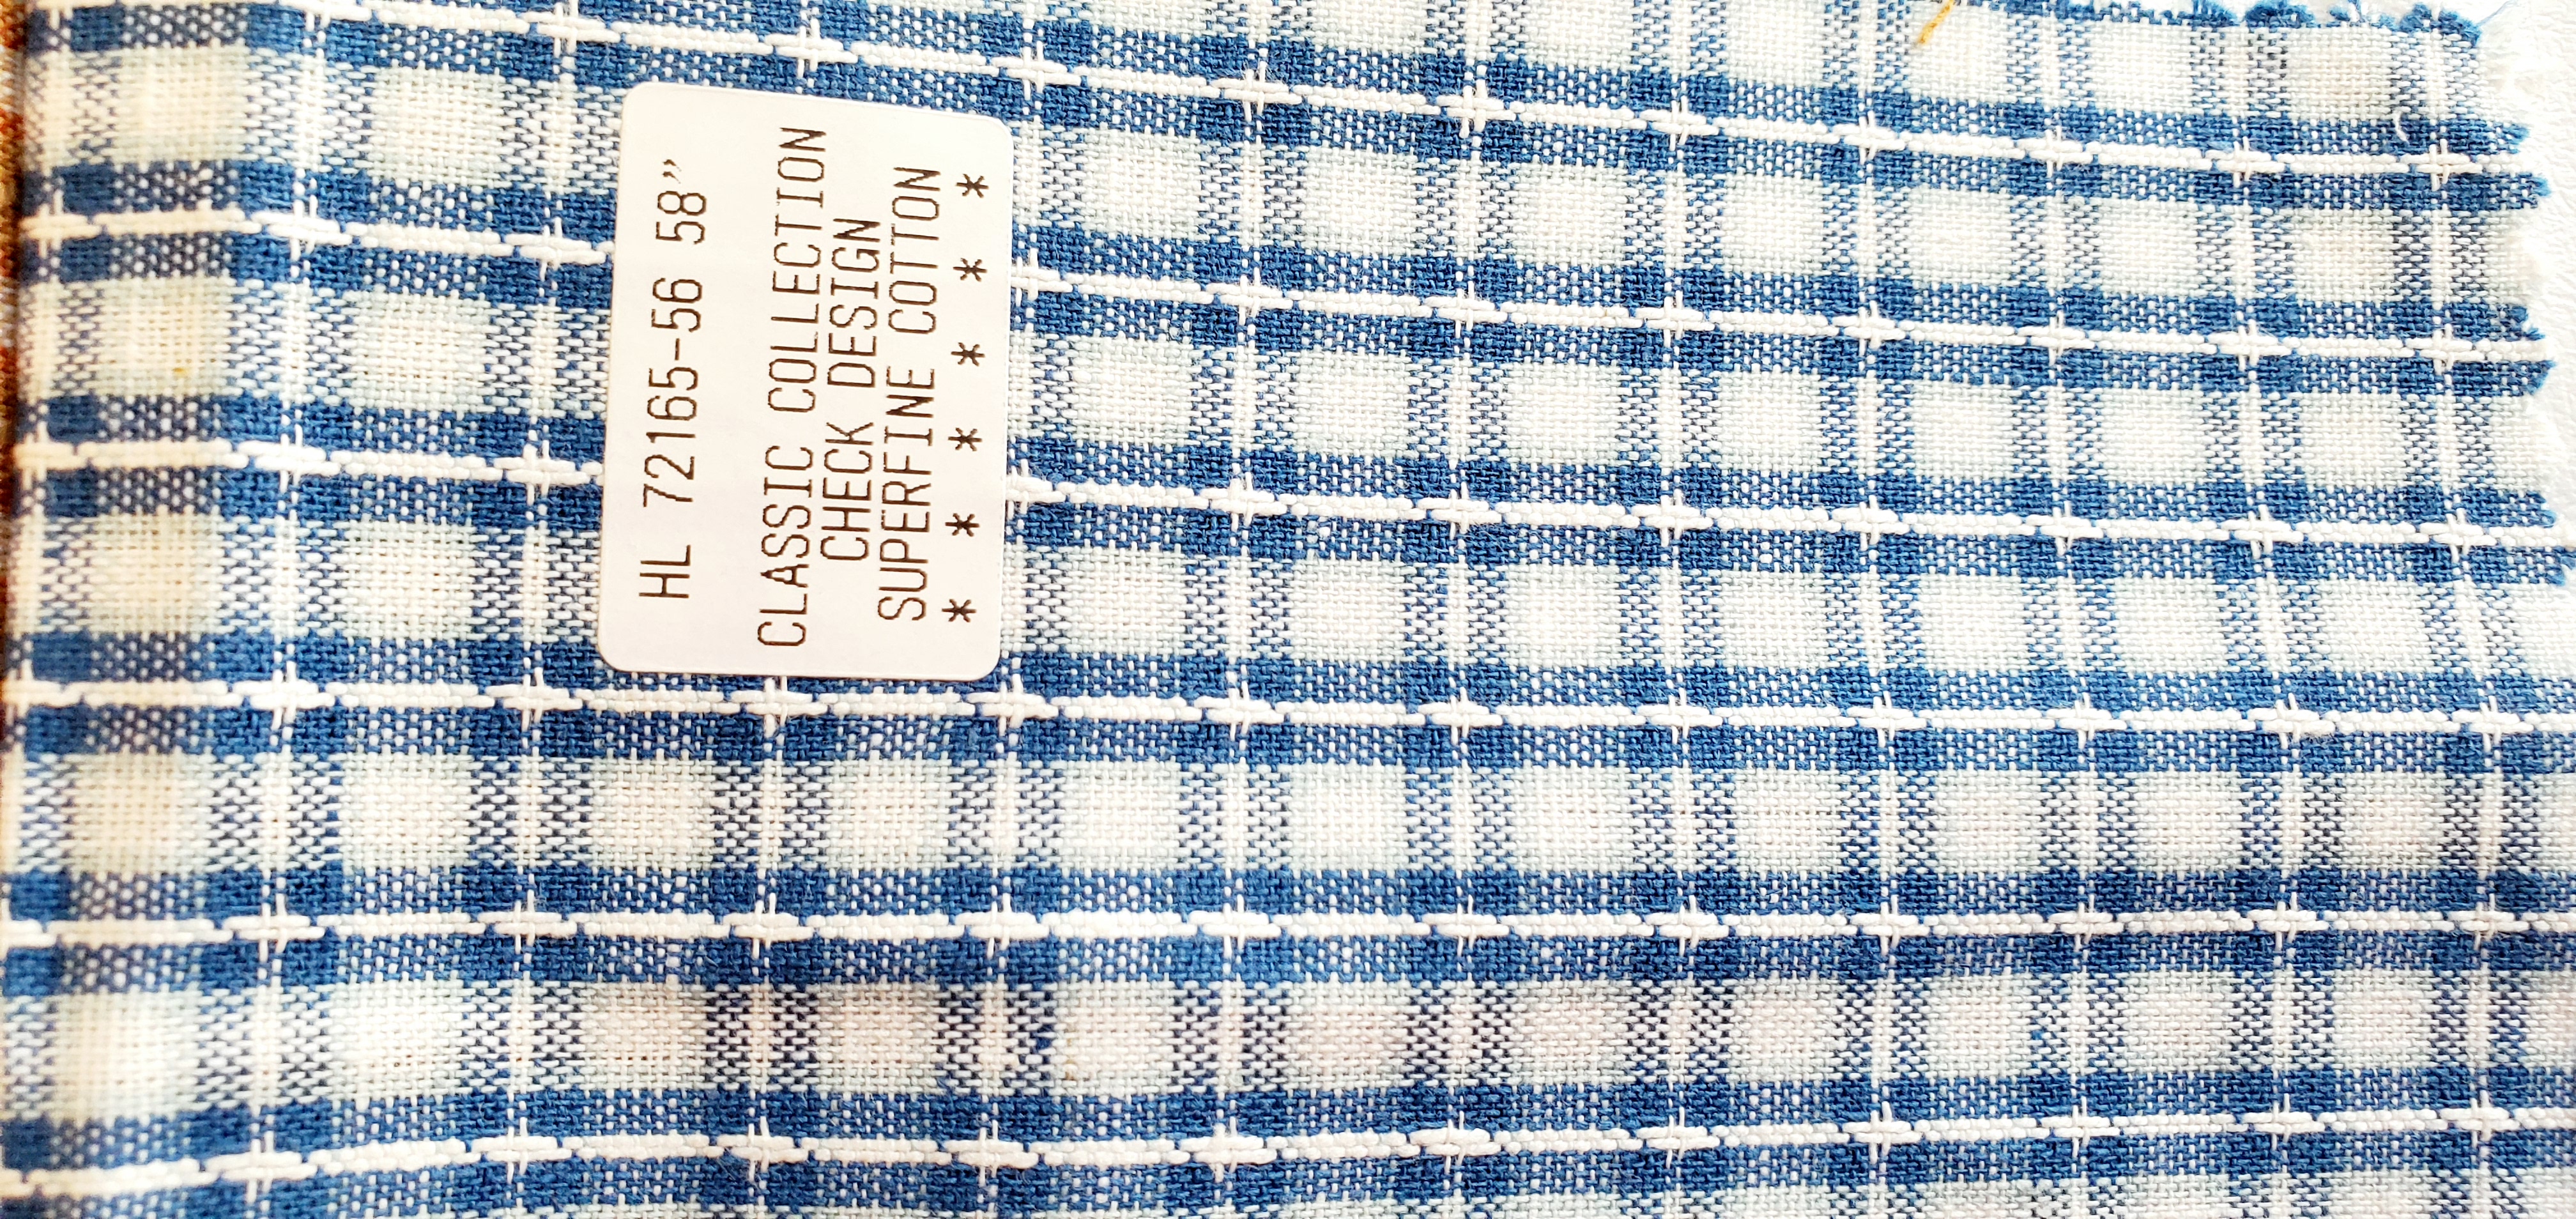 HL 72165-56 58”
CLASSIC COLLECTION
CHECK DESIGN
SUPERFINE COTTON
* * * * * *